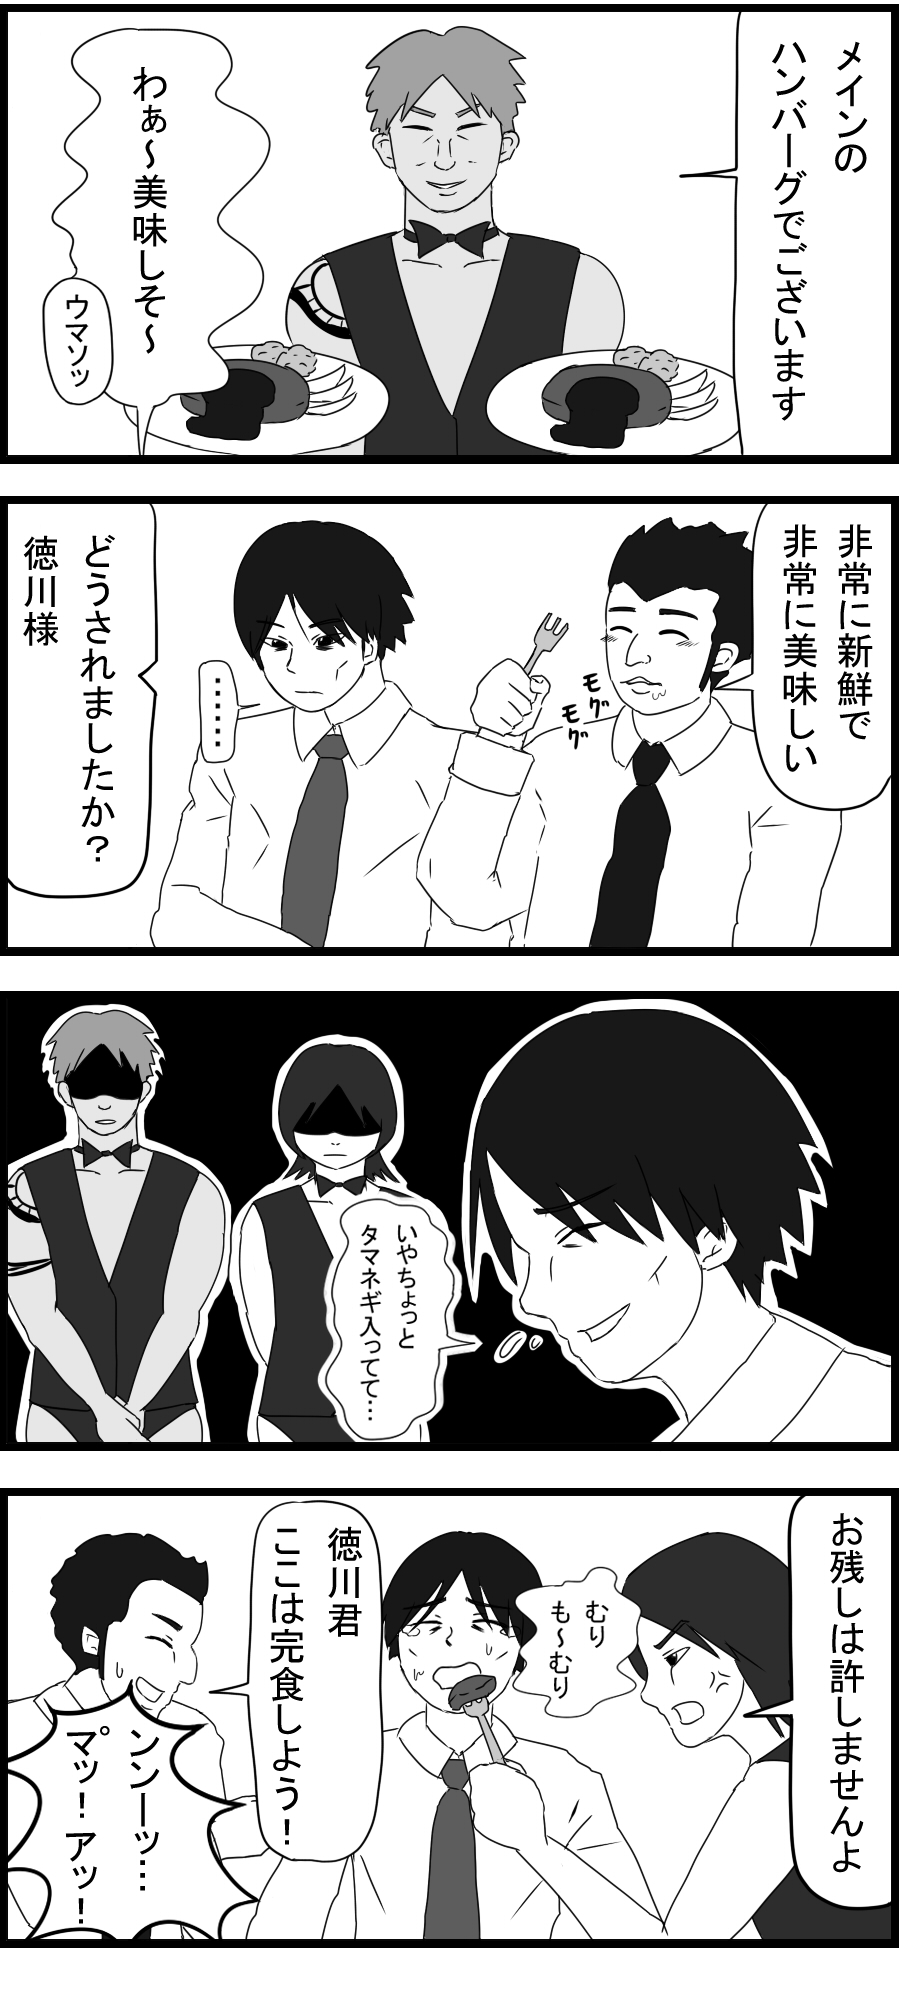 メインの
ハンバーグでございます
わぁ～美味しそ～
ウマソッ
非常に新鮮で
非常に美味しい
モグ
モグ
……
どうされましたか?
徳川様
いやちょっと
タマネギ入ってて…
お残しは許しませんよ
むり
も～むり
徳川君
ここは完食しよう!
ンンーッ…
マッ!アッ!